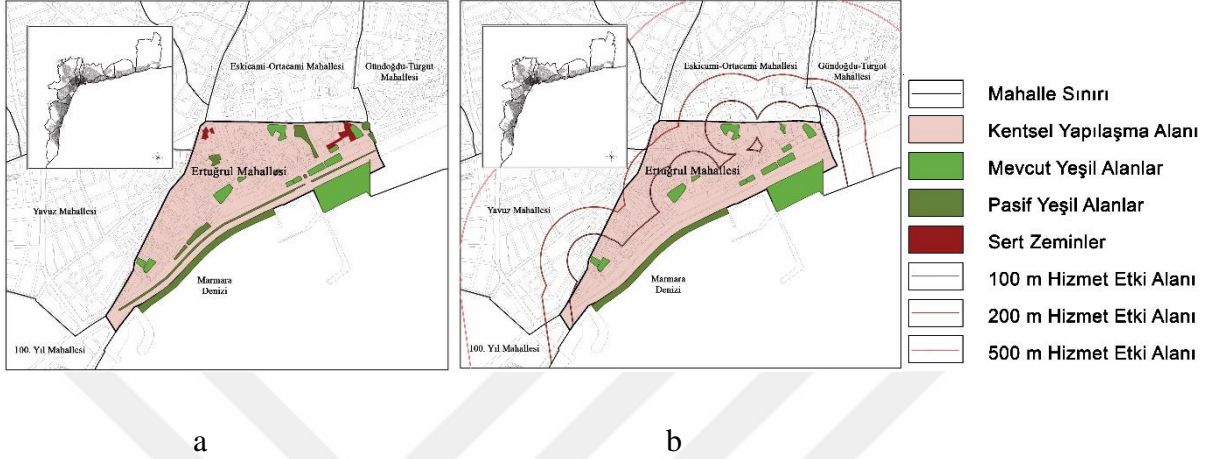 Eskicami-Ortacami Mahallesi
Gündoğdu-Turgut
Mahallesi
Ertuğrul Mahallesi
Yavuz Mahallesi
Marmara
Denizi
100. Yıl Mahallesi
Eskicami-Ortacami Mahallesi
Gündoğdu-Turgut
Mahallesi
Ertuğrul Mahallesi
Yavuz Mahallesi
Marmara
Denizi
100. Yıl Mahallesi
Mahalle Sınırı
Kentsel Yapılaşma Alanı
Mevcut Yeşil Alanlar
Pasif Yeşil Alanlar
Sert Zeminler
100 m Hizmet Etki Alanı
200 m Hizmet Etki Alanı
500 m Hizmet Etki Alanı
a
b